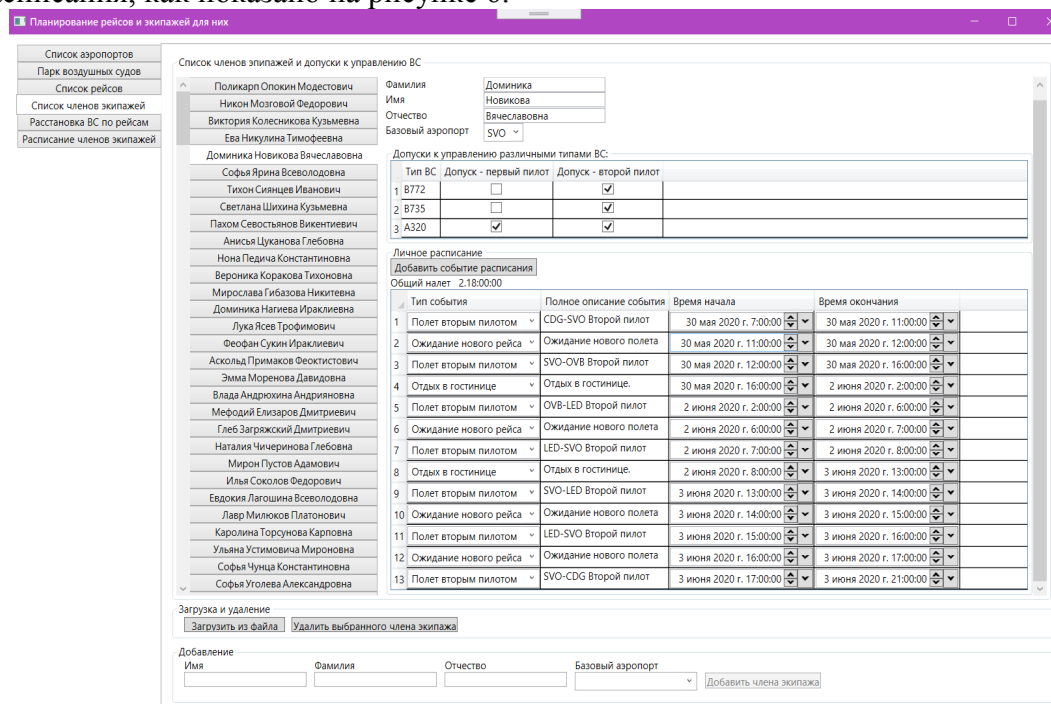 асписания, как показано на рисунке 6.
Планирование рейсов и экипажей для них
Список аэропортов
Парк воздушных судов
Список рейсов
Список членов экипажей
Расстановка ВС по рейсам
Расписание членов экипажей
Список членов эпипажей и допуски к управлению ВС
Поликарп Опокин Модестович
Никон Мозговой Федорович
Виктория Колесникова Кузьмевна
Ева Никулина Тимофеевна
Доминика Новикова Вячеславовна
Софья Ярина Всеволодовна
Тихон Сиянцев Иванович
Светлана Шихина Кузьмевна
Пахом Севостьянов Викентиевич
Анисья Цуканова Глебовна
Нона Педича Константиновна
Вероника Коракова Тихоновна
Мирослава Гибазова Никитевна
Доминика Нагиева Ираклиевна
Лука Ясев Трофимович
Феофан Сукин Ираклиевич
Аскольд Примаков Феоктистович
Эмма Моренова Давидовна
Влада Андрюхина Андрияновна
Мефодий Елизаров Дмитриевич
Глеб Загряжский Дмитриевич
Наталия Чичеринова Глебовна
Мирон Пустов Адамович
Илья Соколов Федорович
Евдокия Лагошина Всеволодовна
Лавр Милюков Платонович
Каролина Торсунова Карповна
Ульяна Устимовича Мироновна
Софья Чунца Константиновна
Софья Уголева Александровна
Фамилия Доминика
Имя Новикова
Отчество Вячеславовна
Базовый аэропорт SVO
Допуски к управлению различными типами ВС:
Тип ВС Допуск - первый пилот Допуск - второй пилот
1 B772
2 B735
3 A320
Личное расписание
Добавить событие расписания
Общий налет 2.18:00:00
Тип события Полное описание события Время начала Время окончания
1 Полет вторым пилотом CDG-SVO Второй пилот 30 мая 2020 г. 7:00:00 30 мая 2020 г. 11:00:00
2 Ожидание нового рейса Ожидание нового полета 30 мая 2020 г. 11:00:00 30 мая 2020 г. 12:00:00
3 Полет вторым пилотом SVO-OVB Второй пилот 30 мая 2020 г. 12:00:00 30 мая 2020 г. 16:00:00
4 Отдых в гостинице Отдых в гостинице. 30 мая 2020 г. 16:00:00 2 июня 2020 г. 2:00:00
5 Полет вторым пилотом OVB-LED Второй пилот 2 июня 2020 г. 2:00:00 2 июня 2020 г. 6:00:00
6 Ожидание нового рейса Ожидание нового полета 2 июня 2020 г. 6:00:00 2 июня 2020 г. 7:00:00
7 Полет вторым пилотом LED-SVO Второй пилот 2 июня 2020 г. 7:00:00 2 июня 2020 г. 8:00:00
8 Отдых в гостинице Отдых в гостинице. 2 июня 2020 г. 8:00:00 3 июня 2020 г. 13:00:00
9 Полет вторым пилотом SVO-LED Второй пилот 3 июня 2020 г. 13:00:00 3 июня 2020 г. 14:00:00
10 Ожидание нового рейса Ожидание нового полета 3 июня 2020 г. 14:00:00 3 июня 2020 г. 15:00:00
11 Полет вторым пилотом LED-SVO Второй пилот 3 июня 2020 г. 15:00:00 3 июня 2020 г. 16:00:00
12 Ожидание нового рейса Ожидание нового полета 3 июня 2020 г. 16:00:00 3 июня 2020 г. 17:00:00
13 Полет вторым пилотом SVO-CDG Второй пилот 3 июня 2020 г. 17:00:00 3 июня 2020 г. 21:00:00
Загрузка и удаление
Загрузить из файла Удалить выбранного члена экипажа
Добавление
Имя Фамилия Отчество Базовый аэропорт
Добавить члена экипажа